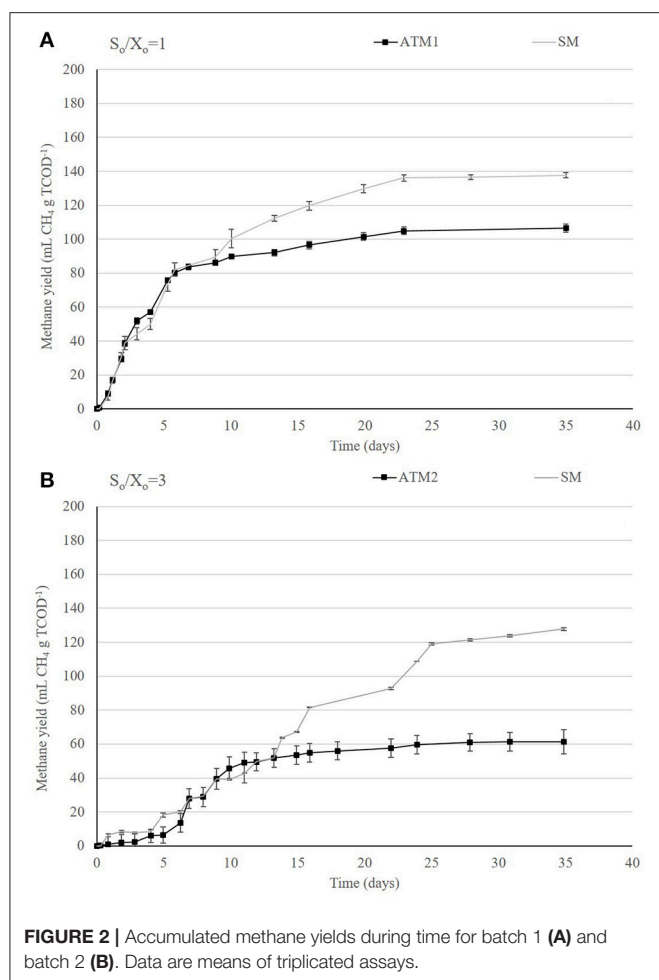 A
S₀/X₀=1
ATM1
SM
200
180
160
140
120
100
80
60
40
20
0
Methane yield (mL CH₄ g TCOD⁻¹)
0 5 10 15 20 25 30 35 40
Time (days)
B
S₀/X₀=3
ATM2
SM
200
180
160
140
120
100
80
60
40
20
0
Methane yield (mL CH₄ g TCOD⁻¹)
0 5 10 15 20 25 30 35 40
Time (days)
FIGURE 2 | Accumulated methane yields during time for batch 1 (A) and
batch 2 (B). Data are means of triplicated assays.